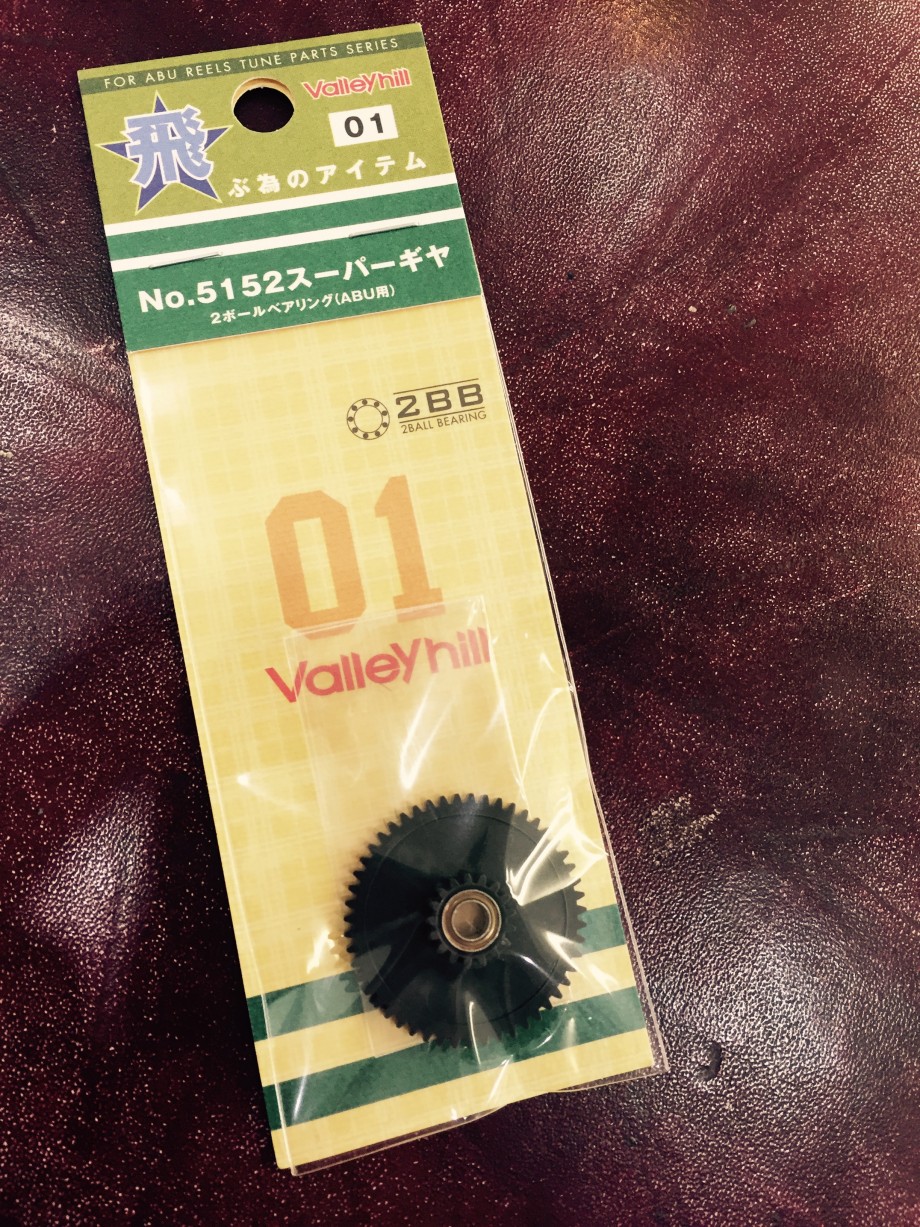 FOR ABU REELS TUNE PARTS SERIES
Valleyhill
01
飛ぶ為のアイテム
No.5152スーパーギヤ
2ボールベアリング(ABU用)
2BB
2BALL BEARING
01
Valleyhill